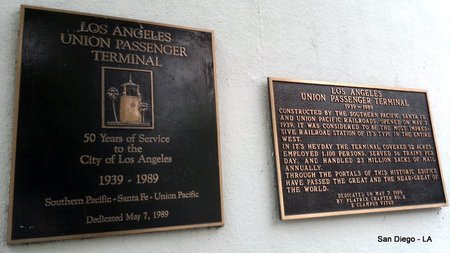 LOS ANGELES
UNION PASSENGER
TERMINAL
50 Years of Service
to the
City of Los Angeles
1939 - 1989
Southern Pacific - Santa Fe - Union Pacific
Dedicated May 7, 1989
LOS ANGELES
UNION PASSENGER TERMINAL
1939 - 1989
CONSTRUCTED BY THE SOUTHERN PACIFIC, SANTA FE,
AND UNION PACIFIC RAILROADS. OPENED ON MAY 7,
1939. IT WAS CONSIDERED TO BE THE MOST IMPRES-
SIVE RAILROAD STATION OF IT'S TYPE IN THE ENTIRE
WEST.
IN IT'S HEYDAY THE TERMINAL COVERED 52 ACRES,
EMPLOYED 1,100 PERSONS, SERVED 56 TRAINS PER
DAY, AND HANDLED 23 MILLION SACKS OF MAIL
ANNUALLY.
THROUGH THE PORTALS OF THIS HISTORIC EDIFICE
HAVE PASSED THE GREAT AND THE NEAR-GREAT OF
THE WORLD.
DEDICATED ON MAY 7, 1989
BY PLATRIX CHAPTER NO. 2
E CLAMPUS VITUS
San Diego - LA